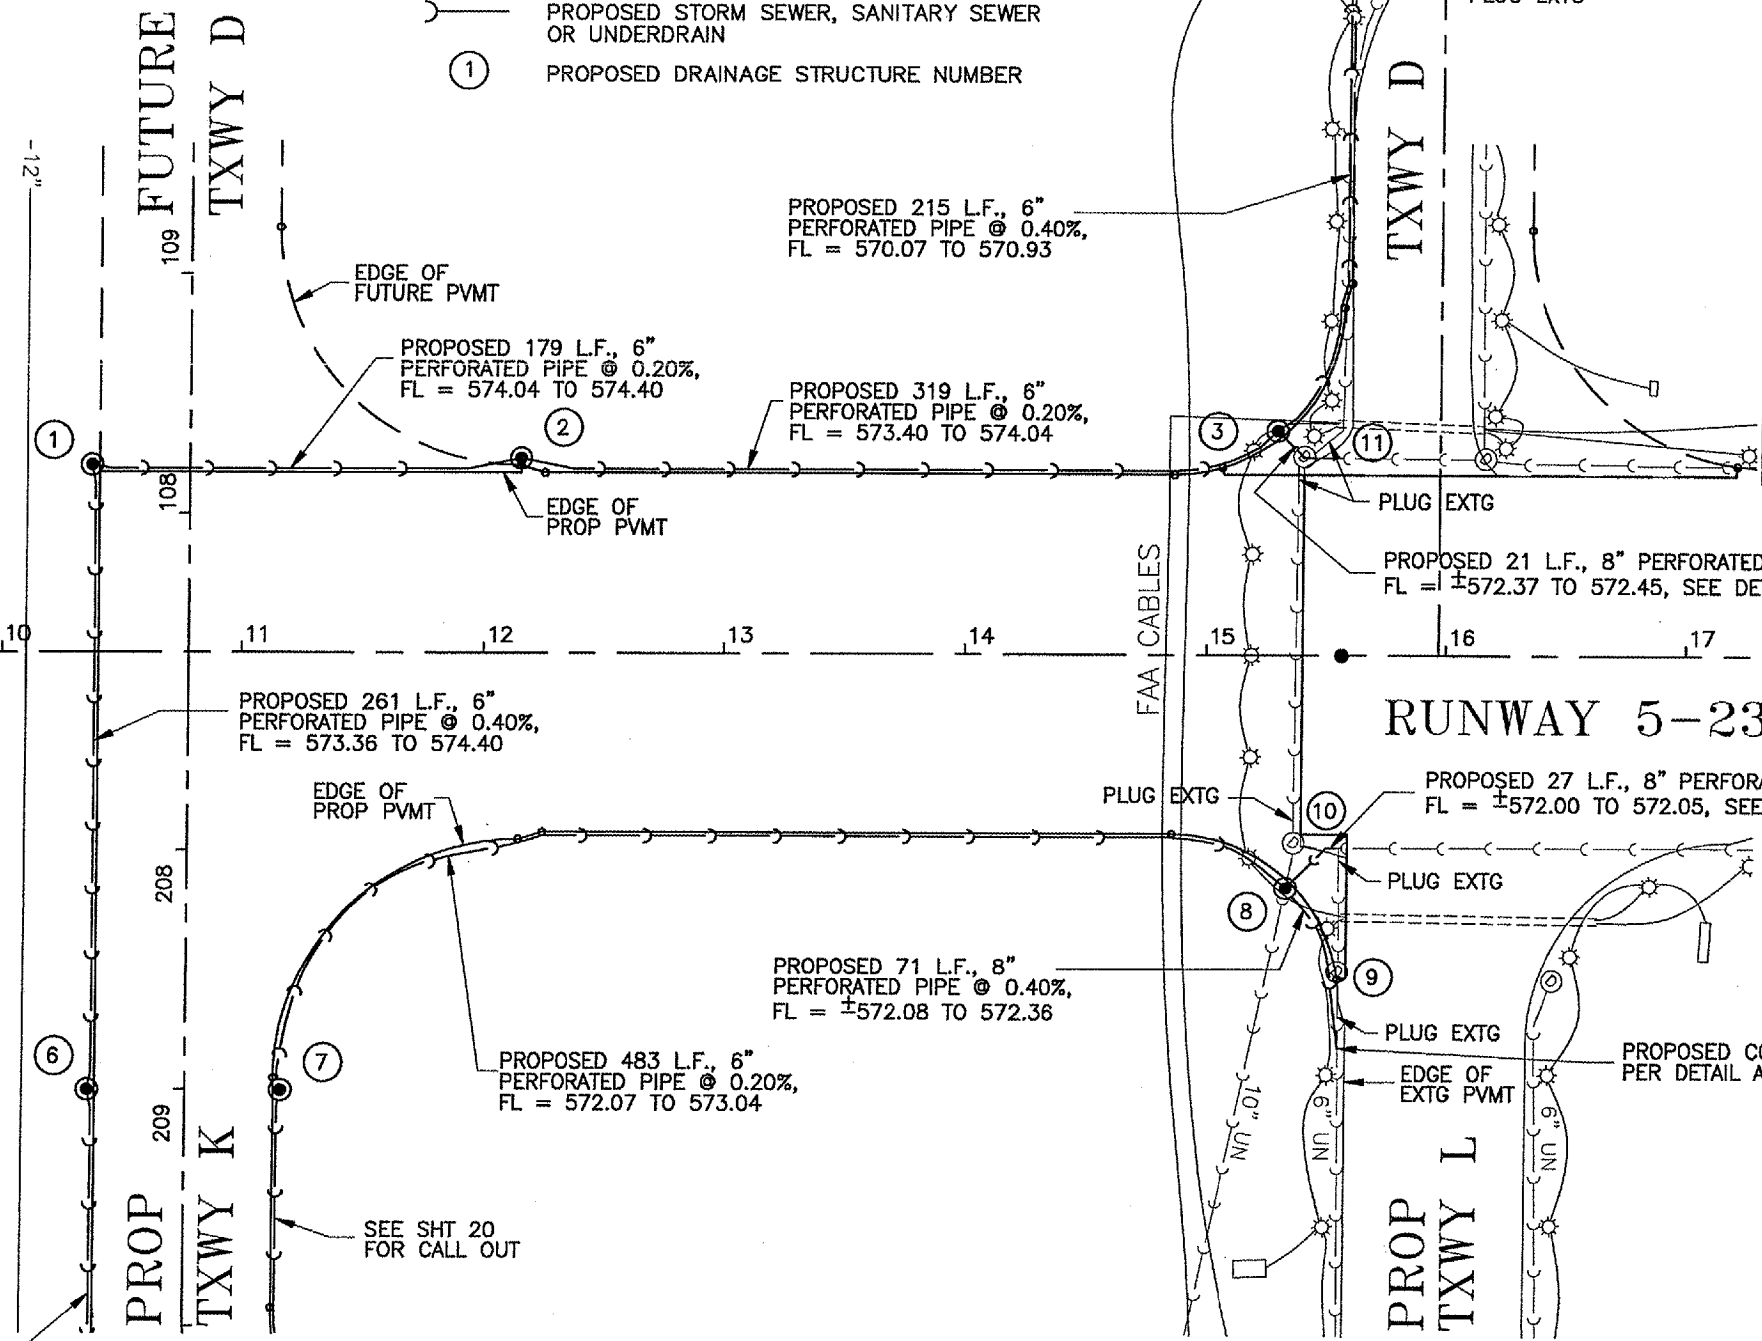 PROPOSED STORM SEWER, SANITARY SEWER
OR UNDERDRAIN
1
PROPOSED DRAINAGE STRUCTURE NUMBER
FUTURE
TXWY D
-12"
109
TXWY D
PROPOSED 215 L.F., 6"
PERFORATED PIPE @ 0.40%,
FL = 570.07 TO 570.93
EDGE OF
FUTURE PVMT
PROPOSED 179 L.F., 6"
PERFORATED PIPE @ 0.20%,
FL = 574.04 TO 574.40
PROPOSED 319 L.F., 6"
PERFORATED PIPE @ 0.20%,
FL = 573.40 TO 574.04
1
2
3
11
108
EDGE OF
PROP PVMT
PLUG EXTG
PROPOSED 21 L.F., 8" PERFORATED
FL = ±572.37 TO 572.45, SEE DE
FAA CABLES
10
11
12
13
14
15
16
17
RUNWAY 5-23
PROPOSED 261 L.F., 6"
PERFORATED PIPE @ 0.40%,
FL = 573.36 TO 574.40
EDGE OF
PROP PVMT
PLUG EXTG
10
PROPOSED 27 L.F., 8" PERFORA
FL = ±572.00 TO 572.05, SEE
208
PLUG EXTG
8
9
PROPOSED 71 L.F., 8"
PERFORATED PIPE @ 0.40%,
FL = ±572.08 TO 572.36
PLUG EXTG
6
7
PROPOSED 483 L.F., 6"
PERFORATED PIPE @ 0.20%,
FL = 572.07 TO 573.04
EDGE OF
EXTG PVMT
PROPOSED CO
PER DETAIL A
209
10" UN
6" UN
6" UN
PROP
TXWY K
SEE SHT 20
FOR CALL OUT
PROP
TXWY L